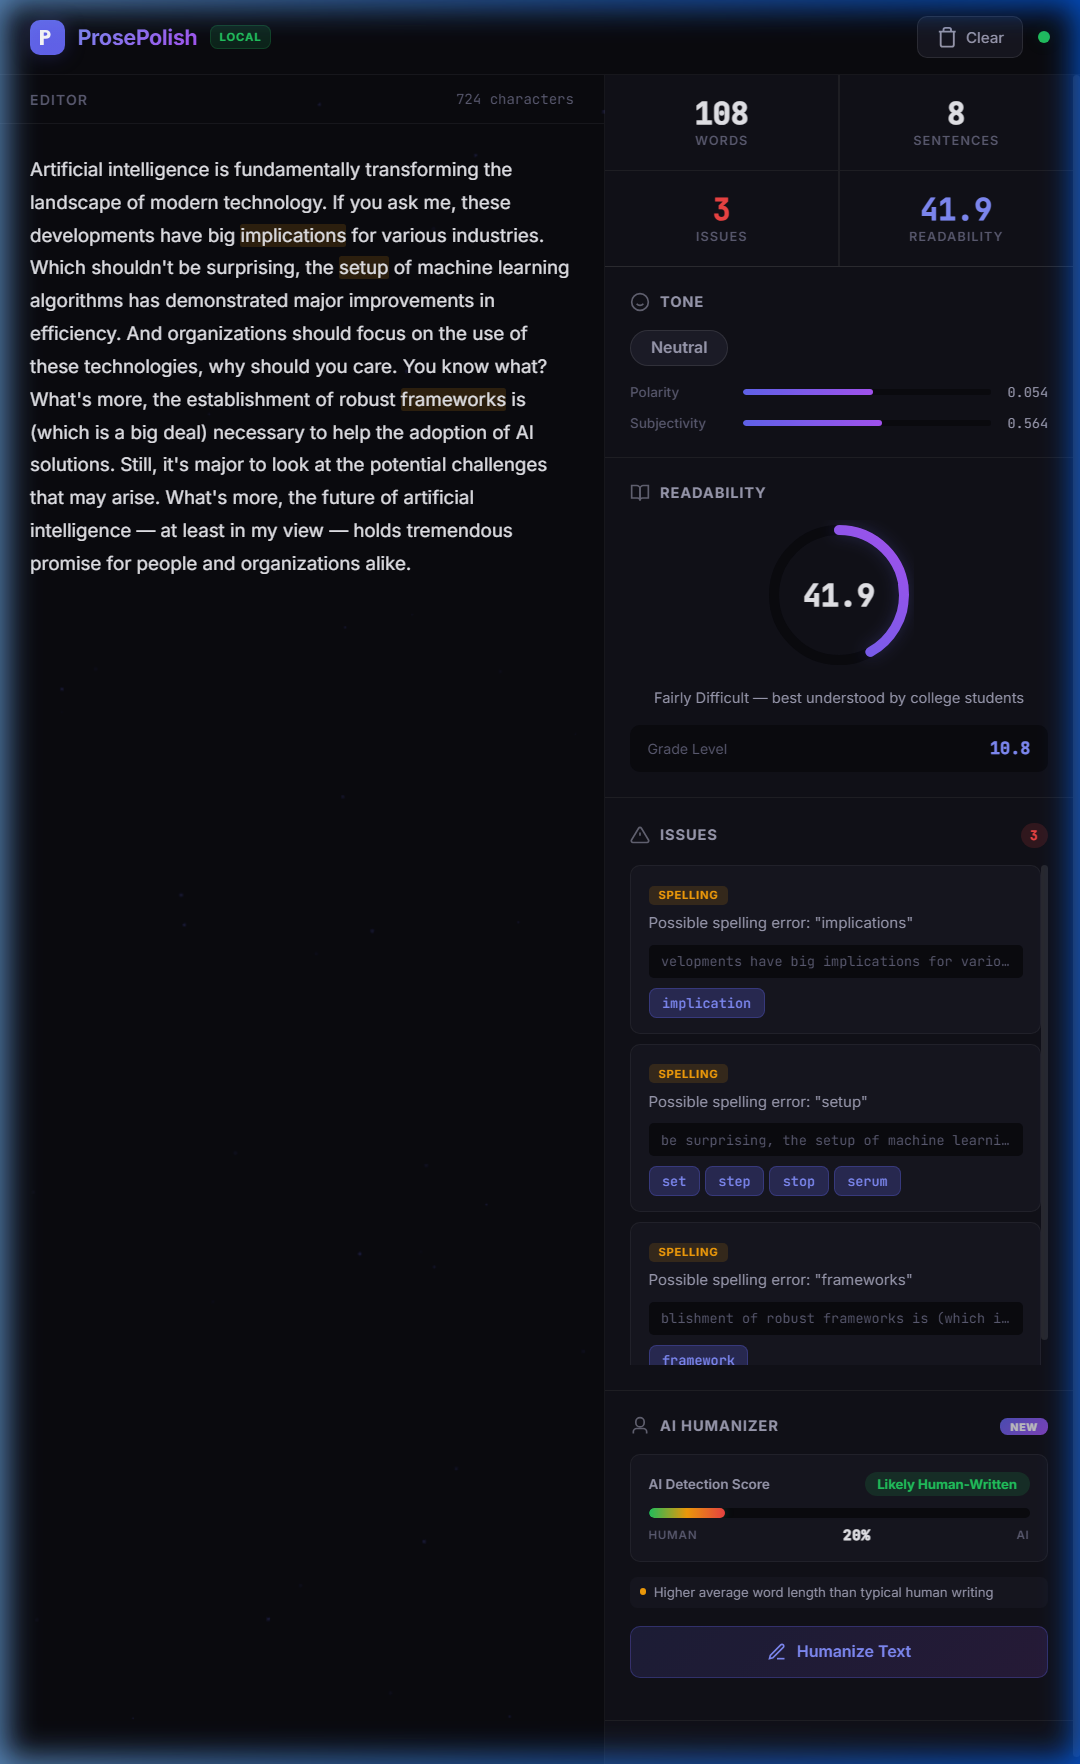 P ProsePolish LOCAL
Clear
EDITOR
724 characters
Artificial intelligence is fundamentally transforming the
landscape of modern technology. If you ask me, these
developments have big implications for various industries.
Which shouldn't be surprising, the setup of machine learning
algorithms has demonstrated major improvements in
efficiency. And organizations should focus on the use of
these technologies, why should you care. You know what?
What's more, the establishment of robust frameworks is
(which is a big deal) necessary to help the adoption of AI
solutions. Still, it's major to look at the potential challenges
that may arise. What's more, the future of artificial
intelligence — at least in my view — holds tremendous
promise for people and organizations alike.
108
WORDS
8
SENTENCES
3
ISSUES
41.9
READABILITY
TONE
Neutral
Polarity 0.054
Subjectivity 0.564
READABILITY
41.9
Fairly Difficult — best understood by college students
Grade Level 10.8
ISSUES 3
SPELLING
Possible spelling error: "implications"
velopments have big implications for vario…
implication
SPELLING
Possible spelling error: "setup"
be surprising, the setup of machine learni…
set step stop serum
SPELLING
Possible spelling error: "frameworks"
blishment of robust frameworks is (which i…
framework
AI HUMANIZER NEW
AI Detection Score Likely Human-Written
HUMAN 20% AI
Higher average word length than typical human writing
Humanize Text